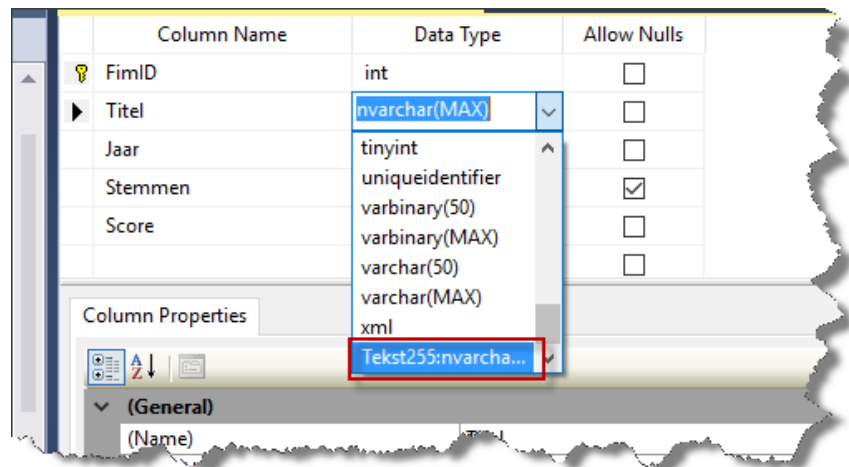 Column Name Data Type Allow Nulls
FimID int
Titel nvarchar(MAX)
Jaar tinyint
uniqueidentifier
Stemmen
varbinary(50)
Score varbinary(MAX)
varchar(50)
varchar(MAX)
Column Properties
xml
Tekst255:nvarcha...
(General)
(Name)